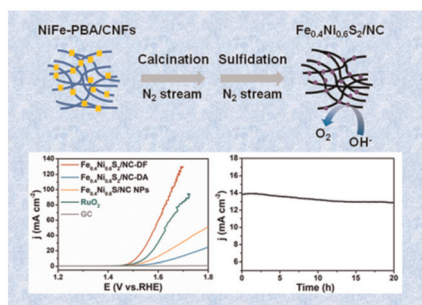 NiFe-PBA/CNFs
Fe0.4Ni0.6S2/NC
Calcination
Sulfidation
N2 stream
N2 stream
O2
OH-
140
120
100
80
60
40
20
0
j (mA cm-2)
Fe0.4Ni0.6S2/NC-DF
Fe0.4Ni0.6S2/NC-DA
Fe0.4Ni0.6S/NC NPs
RuO2
GC
1.2
1.4
1.6
1.8
E (V vs.RHE)
18
16
14
12
10
8
6
j (mA cm-2)
0
5
10
15
20
Time (h)